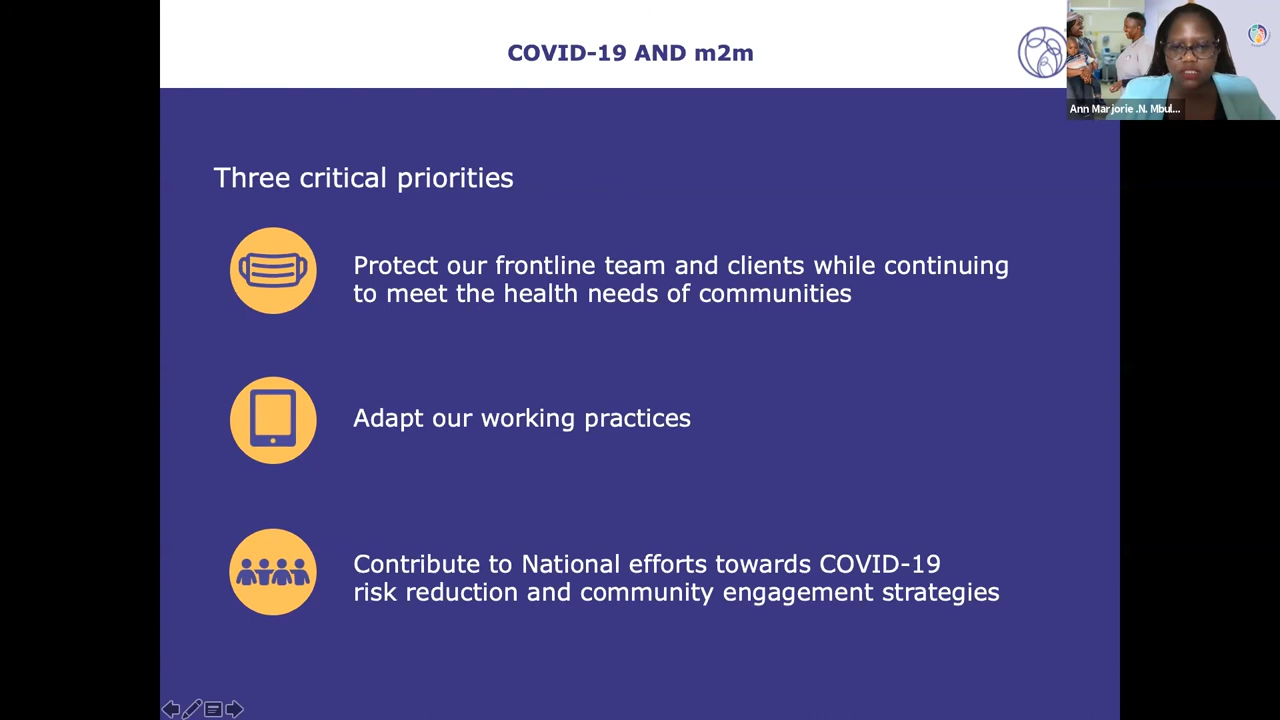 COVID-19 AND m2m
Ann Marjorie .N. Mbul...
Three critical priorities
Protect our frontline team and clients while continuing
to meet the health needs of communities
Adapt our working practices
Contribute to National efforts towards COVID-19
risk reduction and community engagement strategies